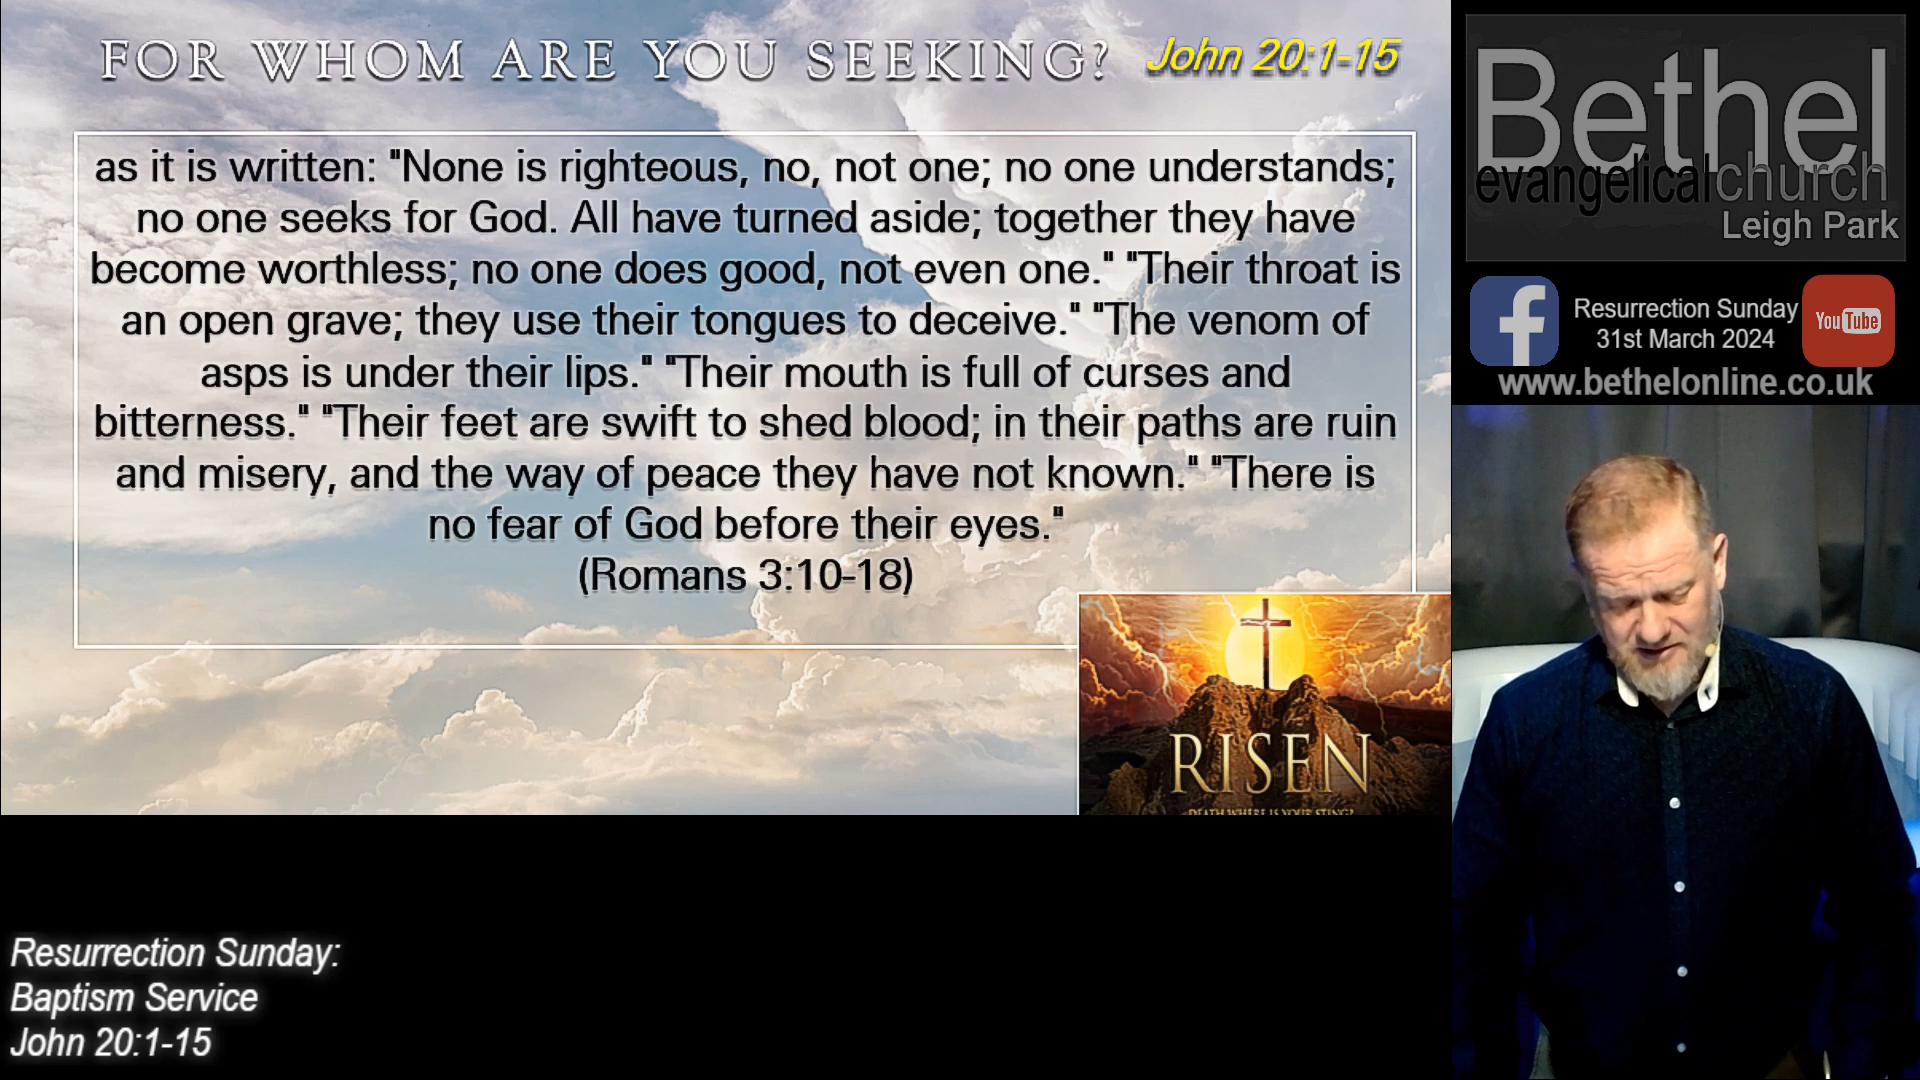 FOR WHOM ARE YOU SEEKING? John 20:1-15
as it is written: "None is righteous, no, not one; no one understands;
no one seeks for God. All have turned aside; together they have
become worthless; no one does good, not even one." "Their throat is
an open grave; they use their tongues to deceive." "The venom of
asps is under their lips." "Their mouth is full of curses and
bitterness." "Their feet are swift to shed blood; in their paths are ruin
and misery, and the way of peace they have not known." "There is
no fear of God before their eyes."
(Romans 3:10-18)
RISEN
DEATH WHERE IS YOUR STING?
Bethel
evangelicalchurch
Leigh Park
Resurrection Sunday
31st March 2024
YouTube
www.bethelonline.co.uk
Resurrection Sunday:
Baptism Service
John 20:1-15